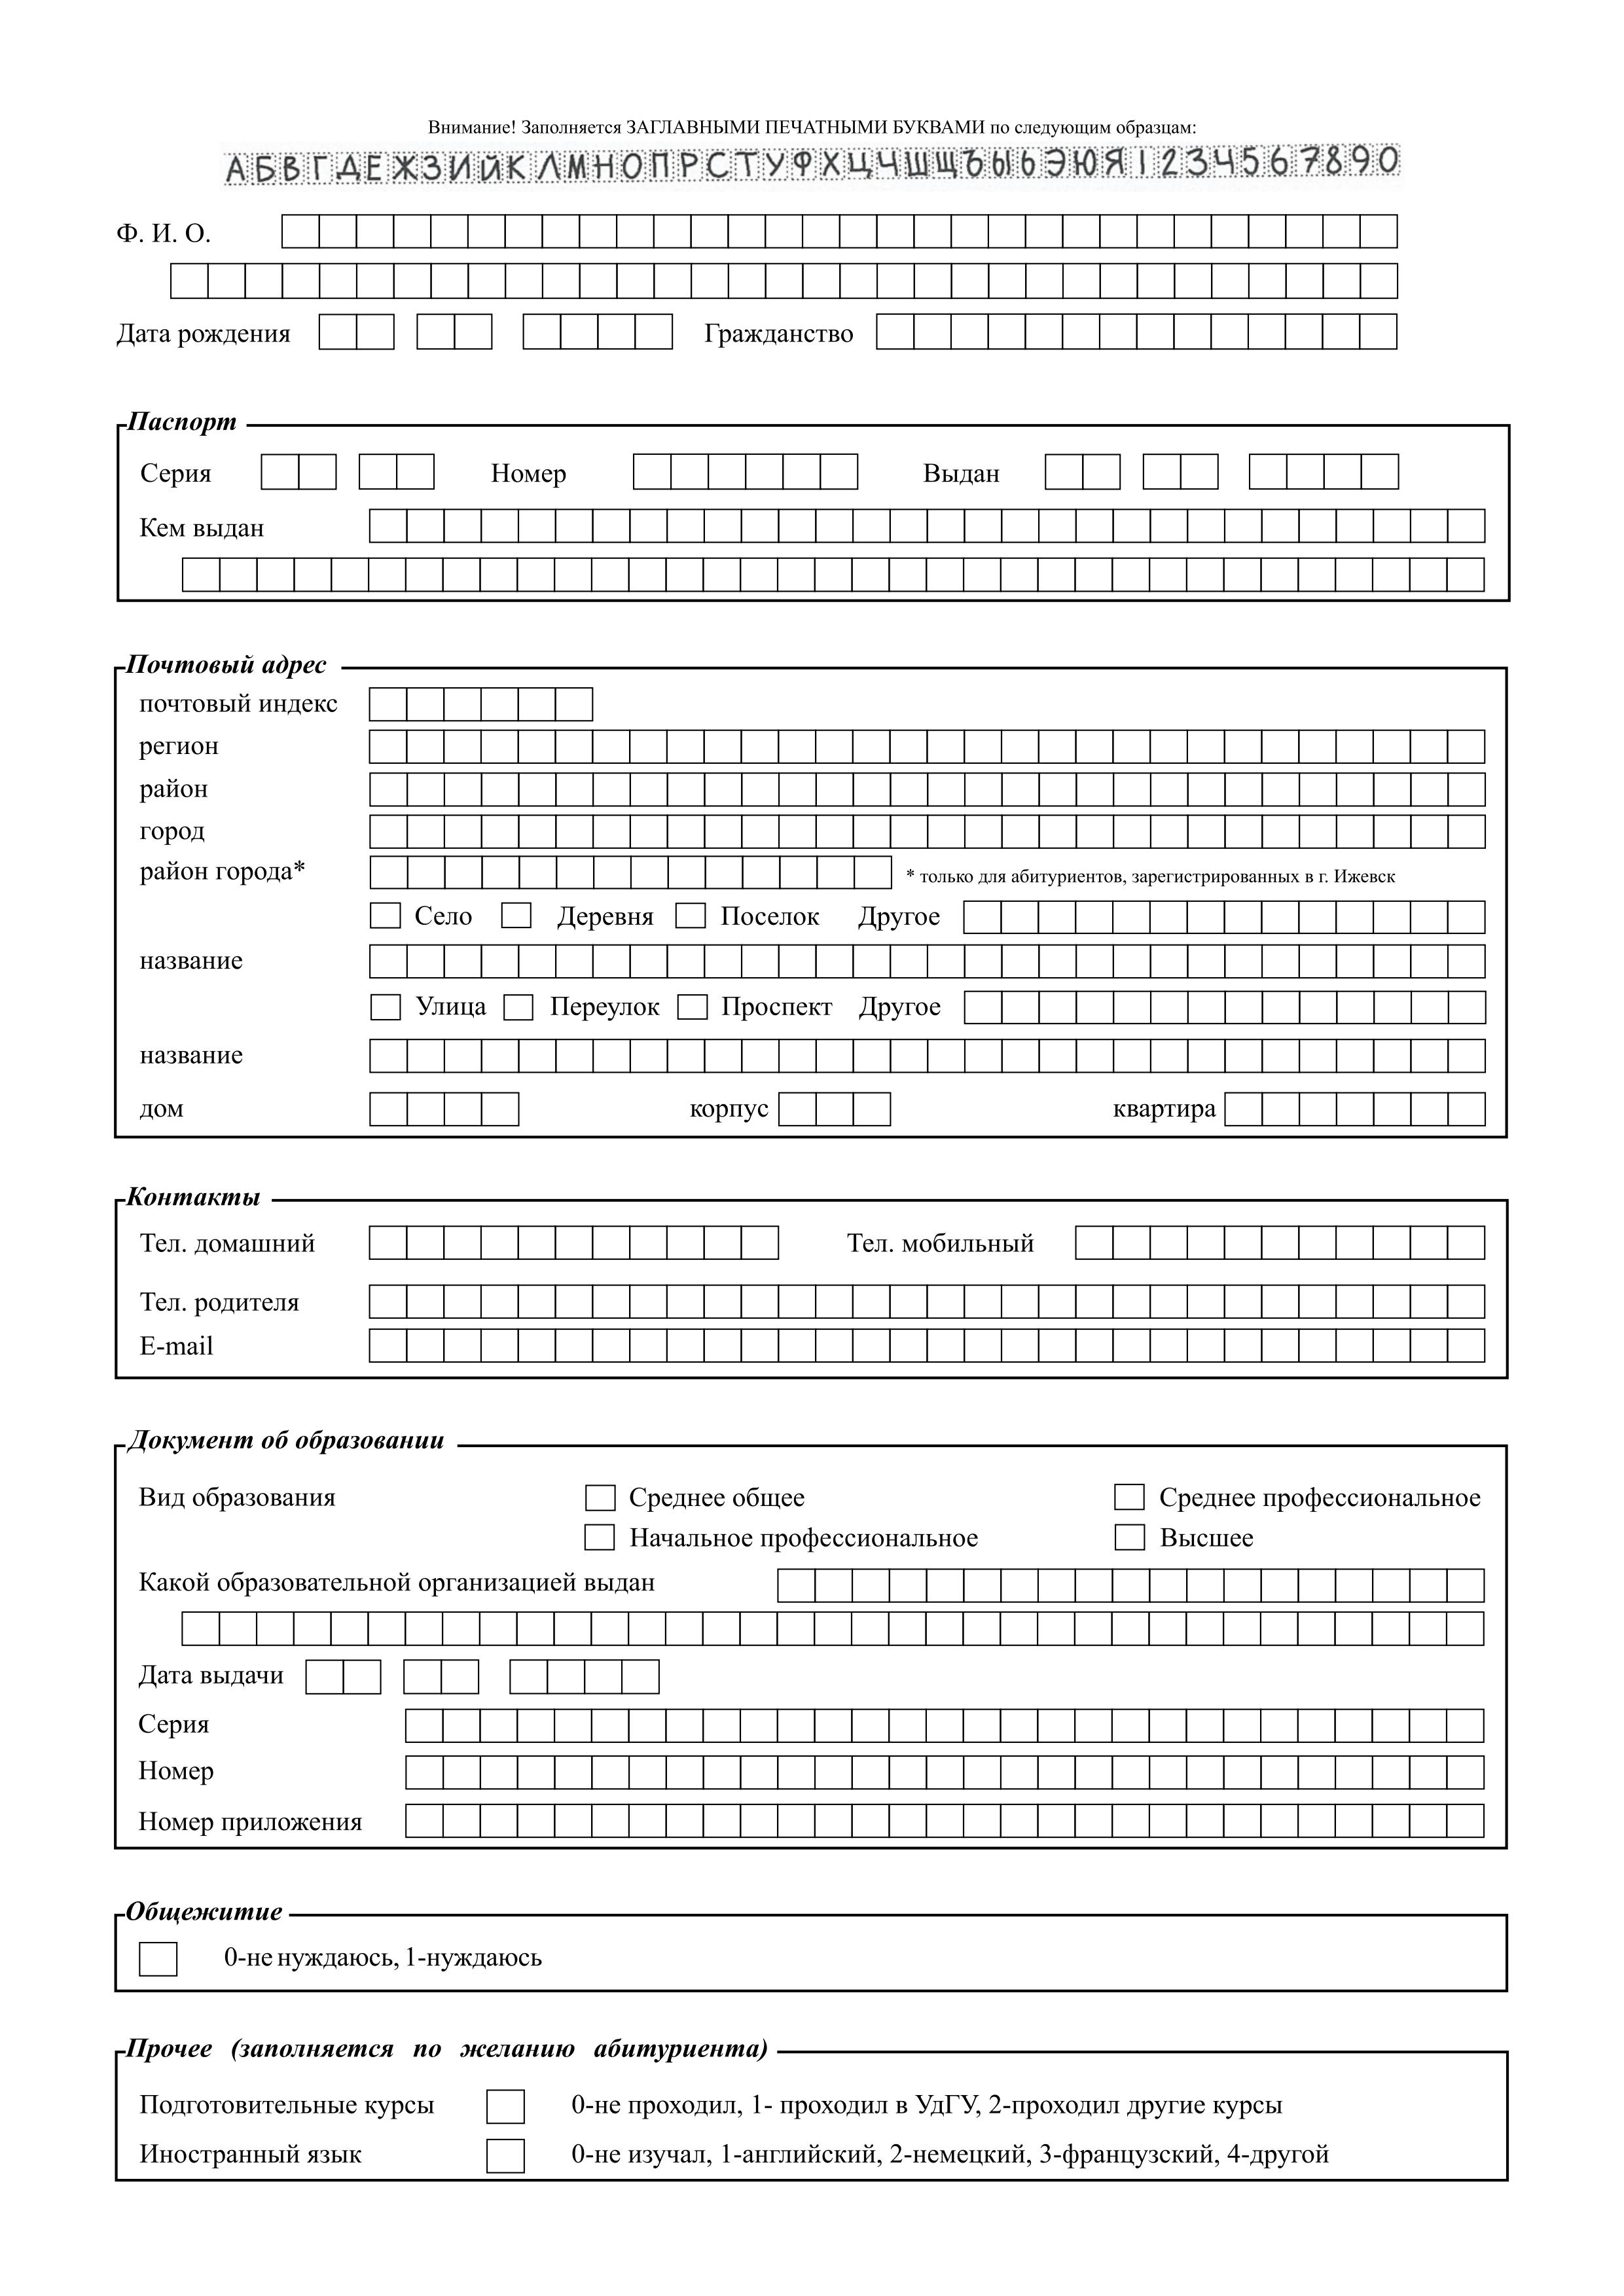 Внимание! Заполняется ЗАГЛАВНЫМИ ПЕЧАТНЫМИ БУКВАМИ по следующим образцам:
АБВГДЕЖЗИЙКЛМНОПРСТУФХЦЧШЩЪЫЬЭЮЯ1234567890
Ф. И. О.
Дата рождения Гражданство
Паспорт
Серия Номер Выдан
Кем выдан
Почтовый адрес
почтовый индекс
регион
район
город
район города* * только для абитуриентов, зарегистрированных в г. Ижевск
Село Деревня Поселок Другое
название
Улица Переулок Проспект Другое
название
дом корпус квартира
Контакты
Тел. домашний Тел. мобильный
Тел. родителя
E-mail
Документ об образовании
Вид образования Среднее общее Среднее профессиональное
Начальное профессиональное Высшее
Какой образовательной организацией выдан
Дата выдачи
Серия
Номер
Номер приложения
Общежитие
0-не нуждаюсь, 1-нуждаюсь
Прочее (заполняется по желанию абитуриента)
Подготовительные курсы 0-не проходил, 1- проходил в УдГУ, 2-проходил другие курсы
Иностранный язык 0-не изучал, 1-английский, 2-немецкий, 3-французский, 4-другой